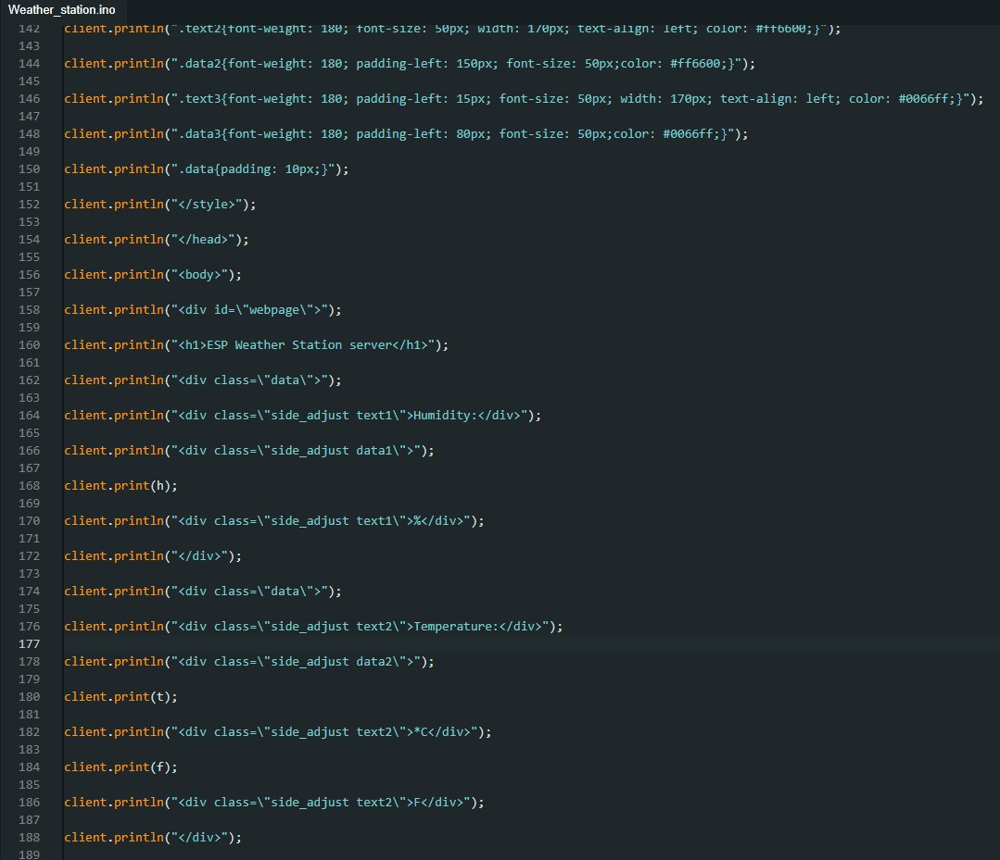 Weather_station.ino
142 client.println(".text2{font-weight: 180; font-size: 50px; width: 170px; text-align: left; color: #ff6600;}");
143
144 client.println(".data2{font-weight: 180; padding-left: 150px; font-size: 50px;color: #ff6600;}");
145
146 client.println(".text3{font-weight: 180; padding-left: 15px; font-size: 50px; width: 170px; text-align: left; color: #0066ff;}");
147
148 client.println(".data3{font-weight: 180; padding-left: 80px; font-size: 50px;color: #0066ff;}");
149
150 client.println(".data{padding: 10px;}");
151
152 client.println("</style>");
153
154 client.println("</head>");
155
156 client.println("<body>");
157
158 client.println("<div id=\"webpage\">");
159
160 client.println("<h1>ESP Weather Station server</h1>");
161
162 client.println("<div class=\"data\">");
163
164 client.println("<div class=\"side_adjust text1\">Humidity:</div>");
165
166 client.println("<div class=\"side_adjust data1\">");
167
168 client.print(h);
169
170 client.println("<div class=\"side_adjust text1\">%</div>");
171
172 client.println("</div>");
173
174 client.println("<div class=\"data\">");
175
176 client.println("<div class=\"side_adjust text2\">Temperature:</div>");
177
178 client.println("<div class=\"side_adjust data2\">");
179
180 client.print(t);
181
182 client.println("<div class=\"side_adjust text2\">*C</div>");
183
184 client.print(f);
185
186 client.println("<div class=\"side_adjust text2\">F</div>");
187
188 client.println("</div>");
189